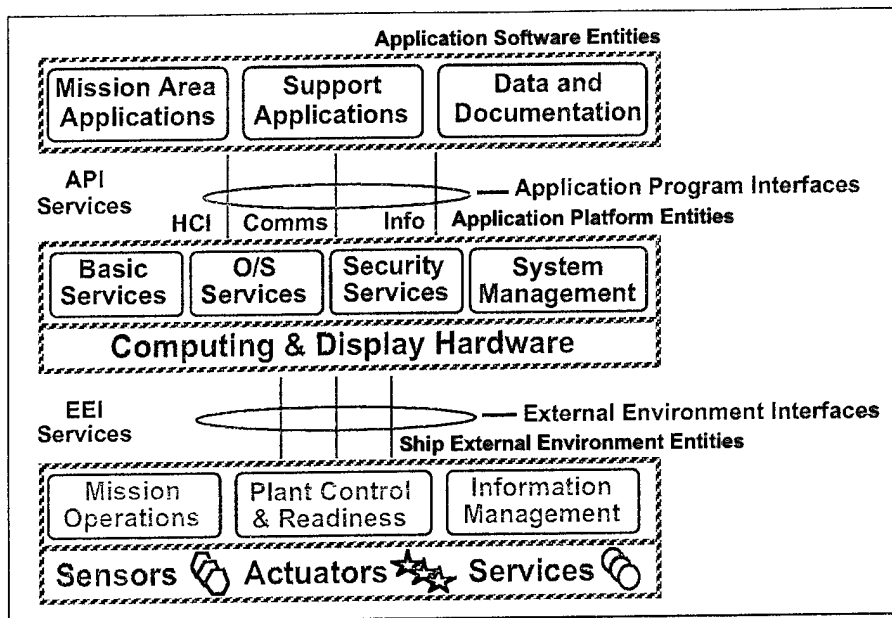 Application Software Entities
Mission Area
Applications
Support
Applications
Data and
Documentation
API
Services
Application Program Interfaces
HCI
Comms
Info
Application Platform Entities
Basic
Services
O/S
Services
Security
Services
System
Management
Computing & Display Hardware
EEI
Services
External Environment Interfaces
Ship External Environment Entities
Mission
Operations
Plant Control
& Readiness
Information
Management
Sensors
Actuators
Services